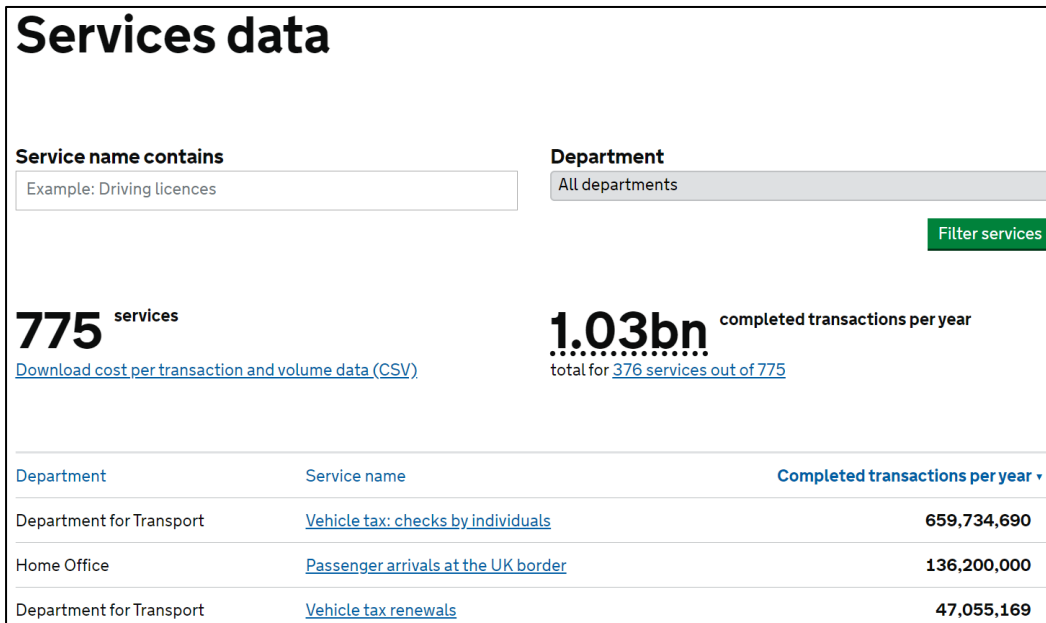 Services data
Service name contains
Department
Example: Driving licences
All departments
Filter services
775 services
1.03bn completed transactions per year
Download cost per transaction and volume data (CSV)
total for 376 services out of 775
Department Service name Completed transactions per year ▾
Department for Transport Vehicle tax: checks by individuals 659,734,690
Home Office Passenger arrivals at the UK border 136,200,000
Department for Transport Vehicle tax renewals 47,055,169